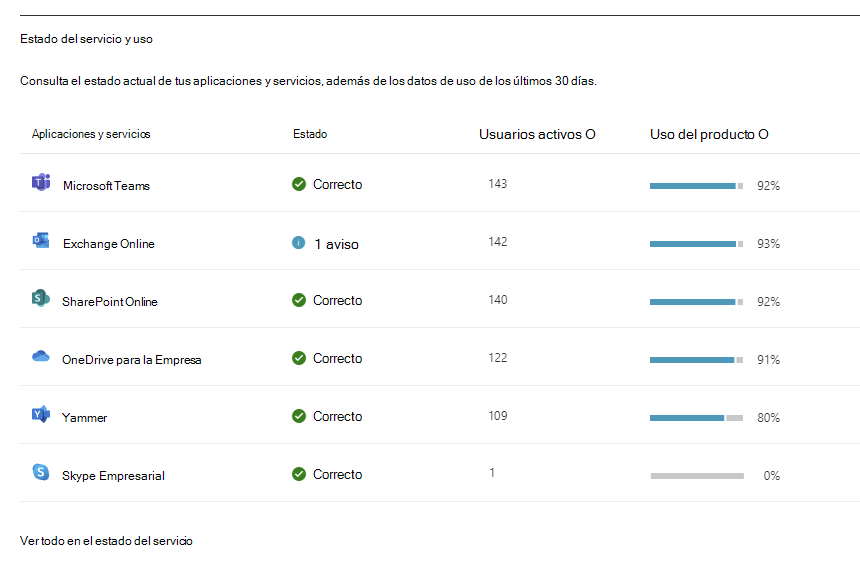 Estado del servicio y uso
Consulta el estado actual de tus aplicaciones y servicios, además de los datos de uso de los últimos 30 días.
Aplicaciones y servicios Estado Usuarios activos O Uso del producto O
Microsoft Teams Correcto 143 92%
Exchange Online 1 aviso 142 93%
SharePoint Online Correcto 140 92%
OneDrive para la Empresa Correcto 122 91%
Yammer Correcto 109 80%
Skype Empresarial Correcto 1 0%
Ver todo en el estado del servicio